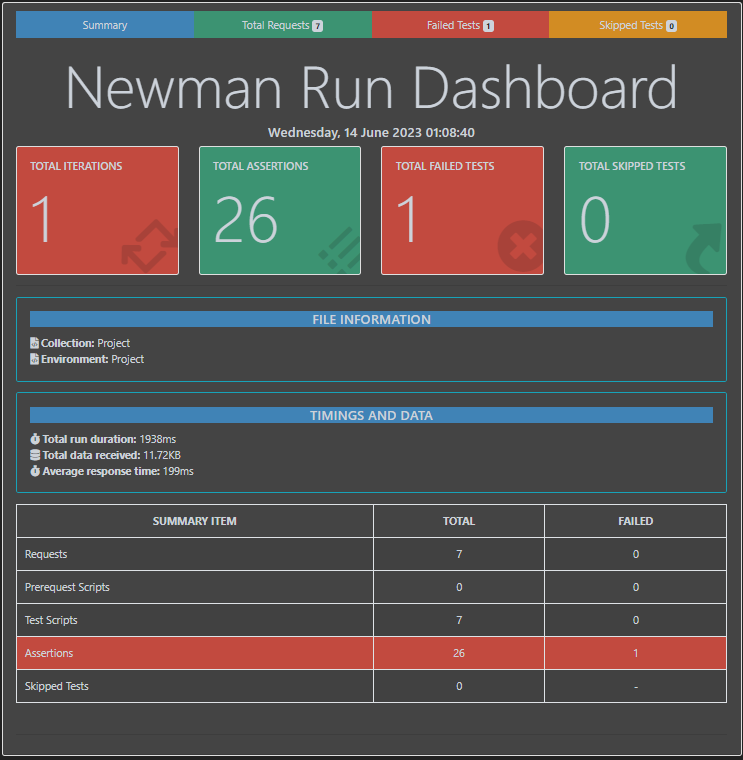 Summary Total Requests 7 Failed Tests 1 Skipped Tests 0
Newman Run Dashboard
Wednesday, 14 June 2023 01:08:40
TOTAL ITERATIONS TOTAL ASSERTIONS TOTAL FAILED TESTS TOTAL SKIPPED TESTS
1 26 1 0
FILE INFORMATION
Collection: Project
Environment: Project
TIMINGS AND DATA
Total run duration: 1938ms
Total data received: 11.72KB
Average response time: 199ms
SUMMARY ITEM TOTAL FAILED
Requests 7 0
Prerequest Scripts 0 0
Test Scripts 7 0
Assertions 26 1
Skipped Tests 0 -